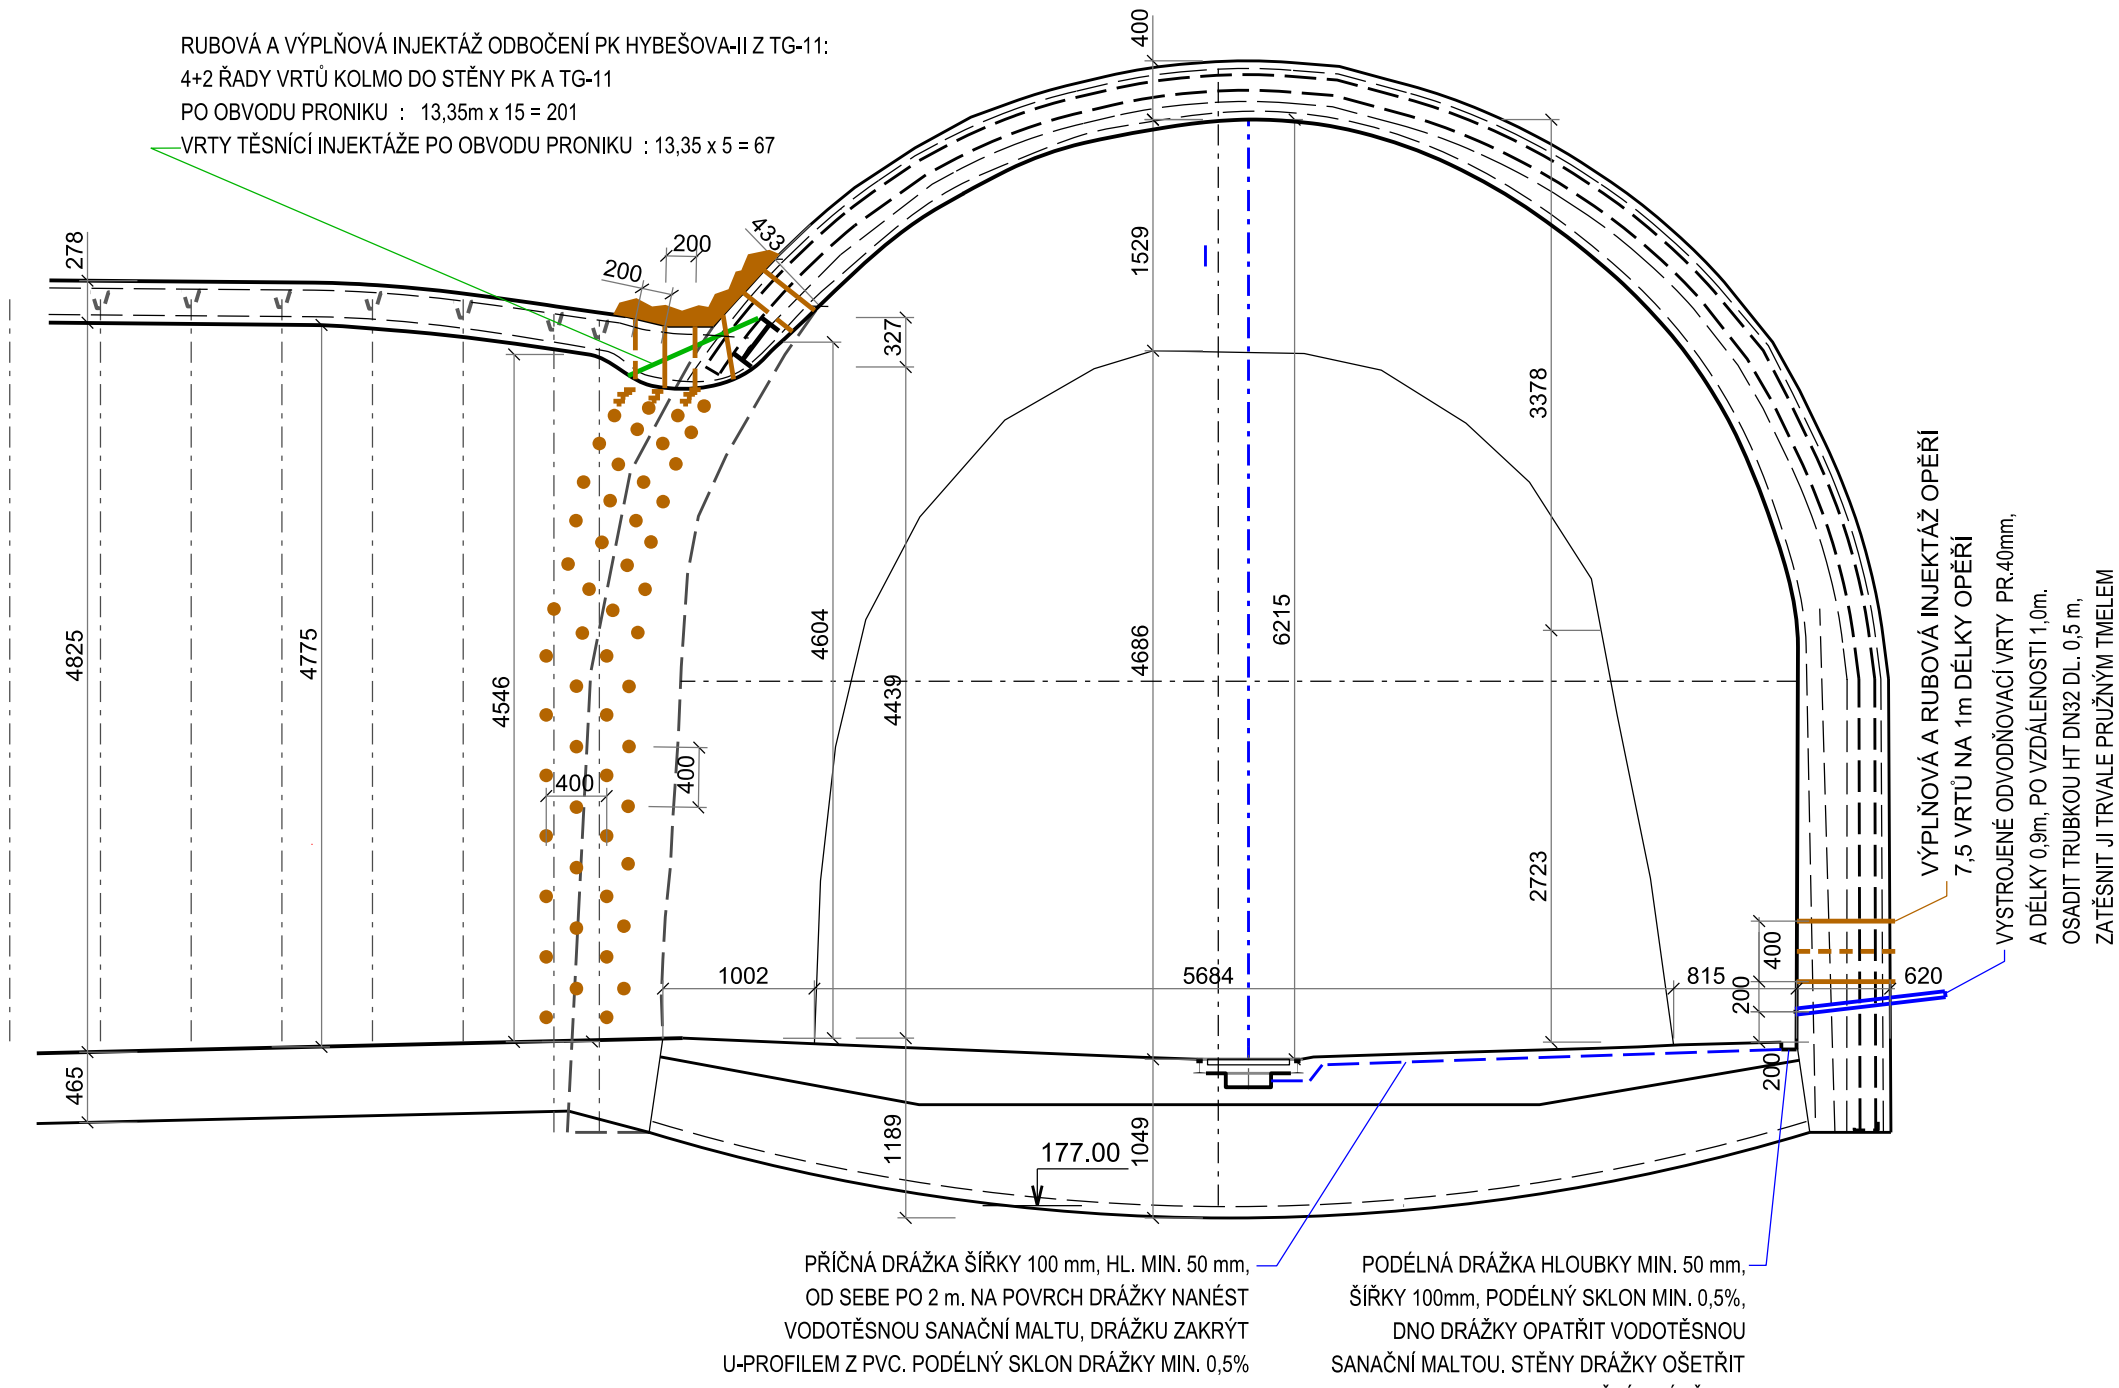 RUBOVÁ A VÝPLŇOVÁ INJEKTÁŽ ODBOČENÍ PK HYBEŠOVA-II Z TG-11:
4+2 ŘADY VRTŮ KOLMO DO STĚNY PK A TG-11
PO OBVODU PRONIKU : 13,35m x 15 = 201
VRTY TĚSNÍCÍ INJEKTÁŽE PO OBVODU PRONIKU : 13,35 x 5 = 67
400
278
200
200
433
1529
327
3378
4825
4775
4546
4604
4439
4686
6215
400
400
2723
1002
5684
815
400
200
620
200
465
1189
1049
177.00
VÝPLŇOVÁ A RUBOVÁ INJEKTÁŽ OPĚŘÍ
7,5 VRTŮ NA 1m DÉLKY OPĚŘÍ
VYSTROJENÉ ODVODŇOVACÍ VRTY PR.40mm,
A DÉLKY 0,9m, PO VZDÁLENOSTI 1,0m.
OSADIT TRUBKOU HT DN32 DL. 0,5 m,
ZATĚSNIT JI TRVALE PRUŽNÝM TMELEM
PŘÍČNÁ DRÁŽKA ŠÍŘKY 100 mm, HL. MIN. 50 mm,
OD SEBE PO 2 m. NA POVRCH DRÁŽKY NANÉST
VODOTĚSNOU SANAČNÍ MALTU, DRÁŽKU ZAKRÝT
U-PROFILEM Z PVC. PODÉLNÝ SKLON DRÁŽKY MIN. 0,5%
PODÉLNÁ DRÁŽKA HLOUBKY MIN. 50 mm,
ŠÍŘKY 100mm, PODÉLNÝ SKLON MIN. 0,5%,
DNO DRÁŽKY OPATŘIT VODOTĚSNOU
SANAČNÍ MALTOU. STĚNY DRÁŽKY OŠETŘIT